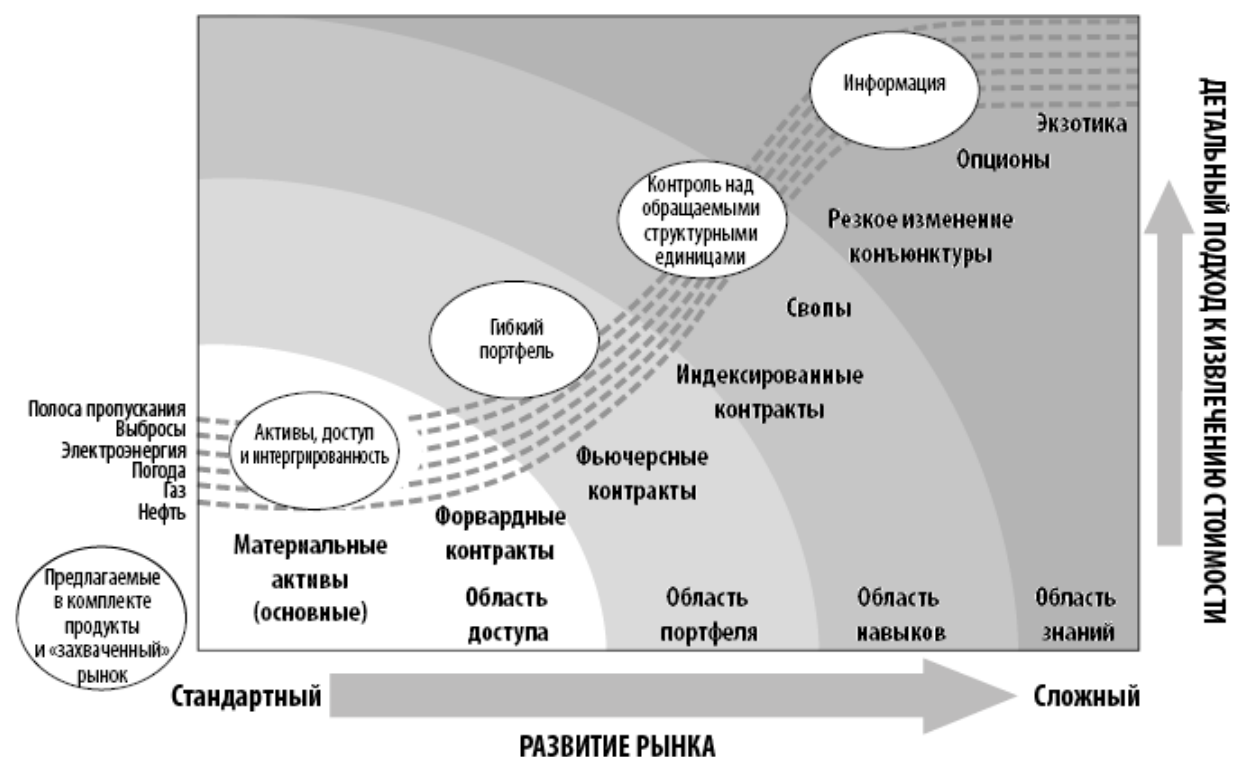 Информация
Экзотика
Опционы
Контроль над
обращаемыми
структурными
единицами
Резкое изменение
конъюнктуры
Свопы
Гибкий
портфель
Индексированные
контракты
Полоса пропускания
Выбросы
Электроэнергия
Погода
Газ
Нефть
Активы, доступ
и интергрированность
Фьючерсные
контракты
Форвардные
контракты
Материальные
активы
(основные)
Предлагаемые
в комплекте
продукты
и «захваченный»
рынок
Область
доступа
Область
портфеля
Область
навыков
Область
знаний
Стандартный
Сложный
РАЗВИТИЕ РЫНКА
ДЕТАЛЬНЫЙ ПОДХОД К ИЗВЛЕЧЕНИЮ СТОИМОСТИ